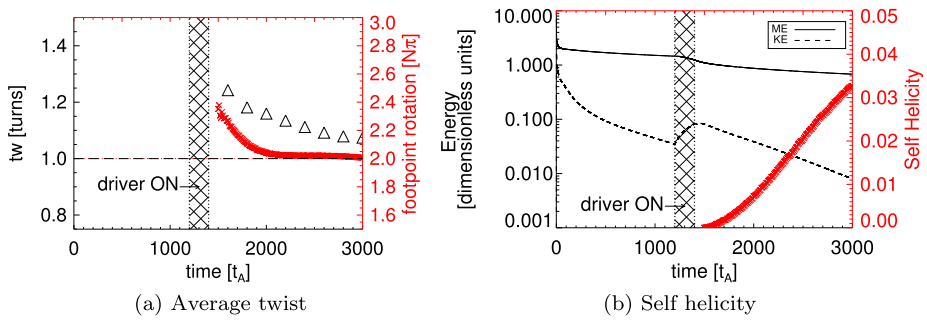 1.4
1.2
1.0
0.8
tw [turns]
driver ON
3.0
2.8
2.6
2.4
2.2
2.0
1.8
1.6
footpoint rotation [Nπ]
0
1000
2000
3000
time [t_A]
(a) Average twist
10.000
1.000
0.100
0.010
0.001
Energy
[dimensionless units]
ME
KE
driver ON
0.05
0.04
0.03
0.02
0.01
0.00
Self Helicity
0
1000
2000
3000
time [t_A]
(b) Self helicity